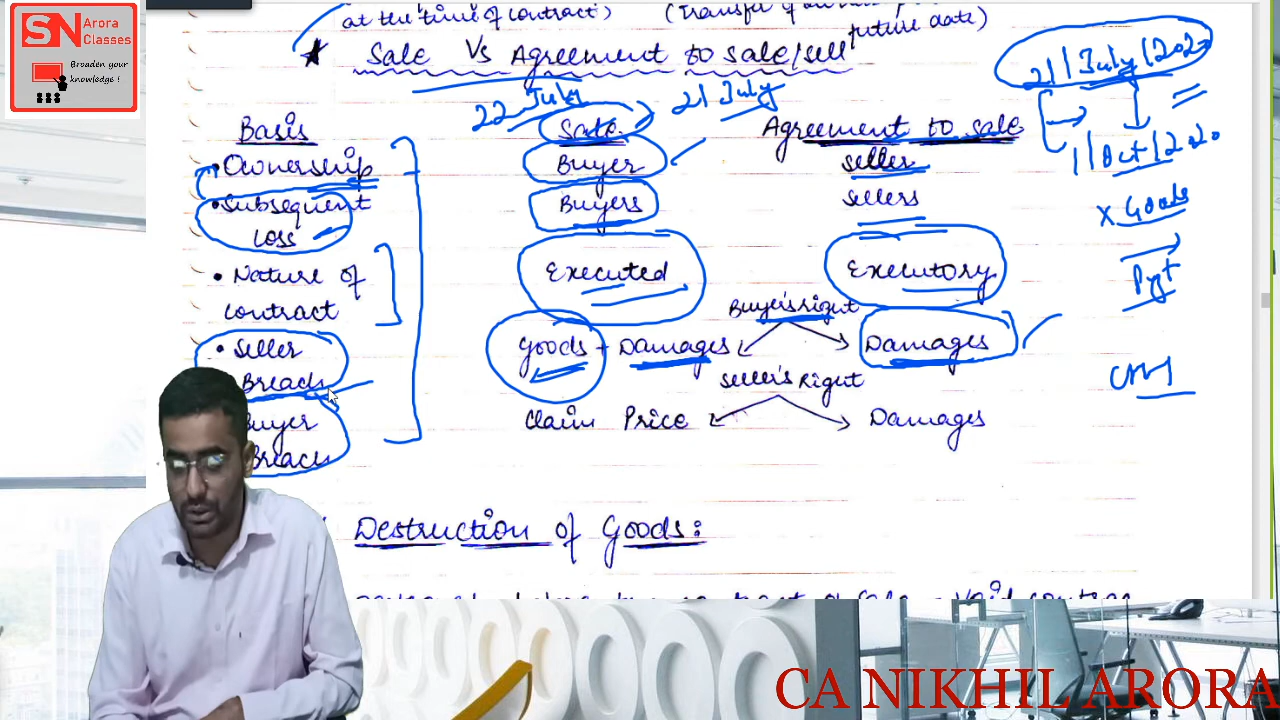 SN Arora
Classes
Broaden your
knowledge !
at the time of contract) (Transfer of
future date)
Sale Vs Agreement to sale/sell
21 | July | 2020
22 July 21 July
Basis Sale Agreement to sale
1 | Oct | 2020
• Ownership Buyer seller
• Subsequent Buyers sellers
loss
x Goods
• Nature of Executed Executory
contract
Pyt
Buyer's right
• Seller Goods + Damages Damages
Breach Seller's Right
Buyer Claim Price Damages
Breach
Destruction of Goods:
CA NIKHIL ARORA